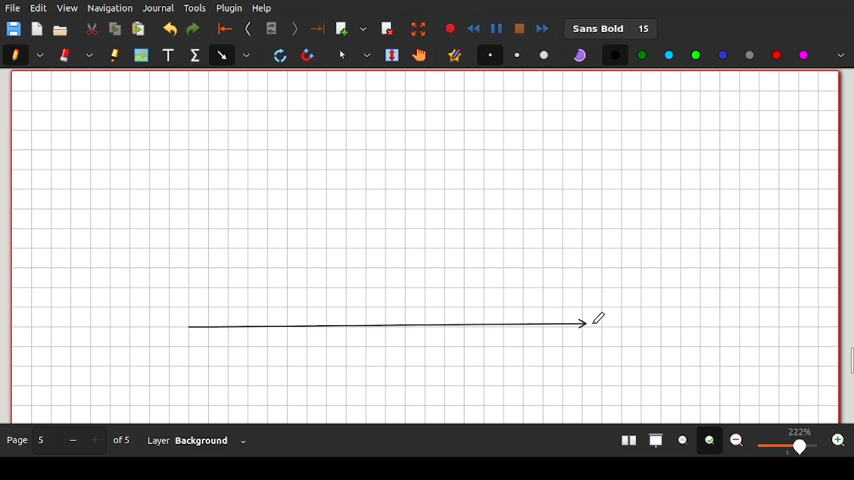 File Edit View Navigation Journal Tools Plugin Help
Sans Bold 15
Page 5 of 5 Layer Background 222%